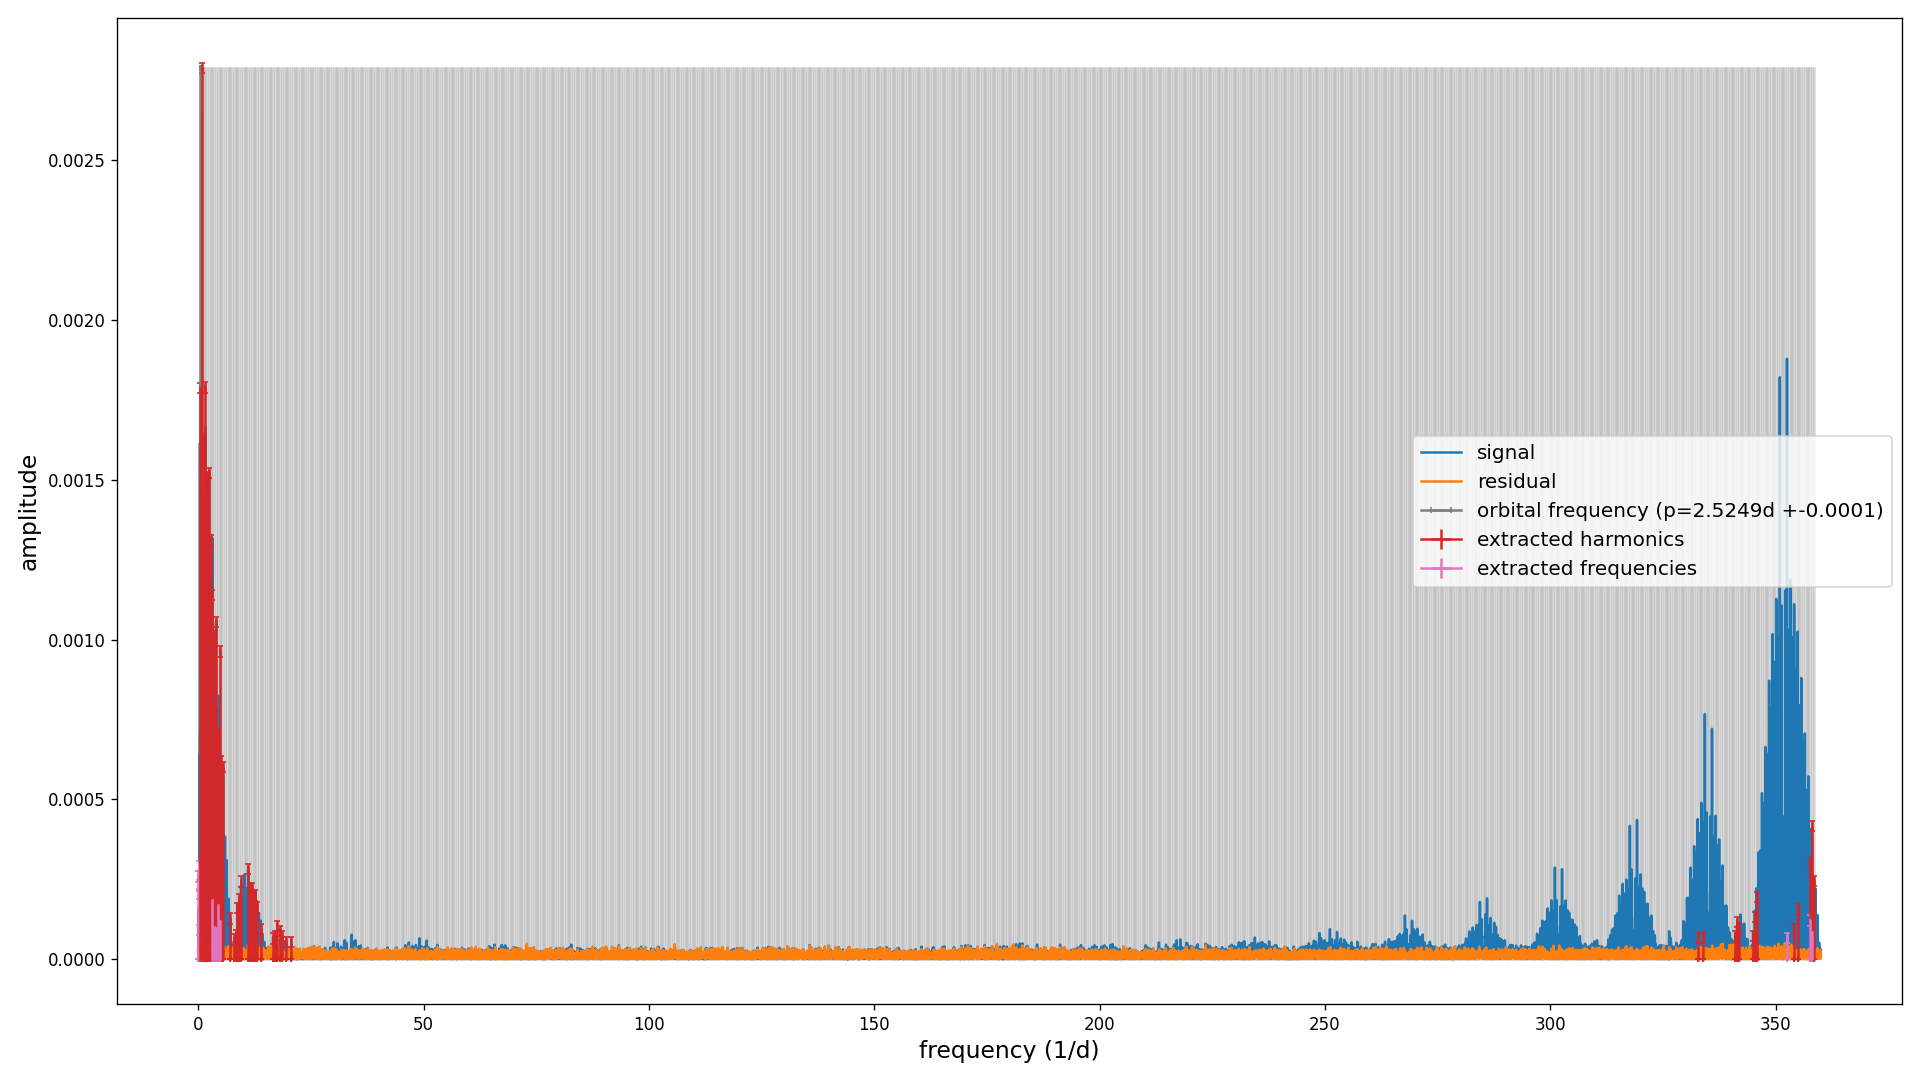 amplitude
0.0025
0.0020
0.0015
0.0010
0.0005
0.0000
signal
residual
orbital frequency (p=2.5249d +-0.0001)
extracted harmonics
extracted frequencies
0 50 100 150 200 250 300 350
frequency (1/d)